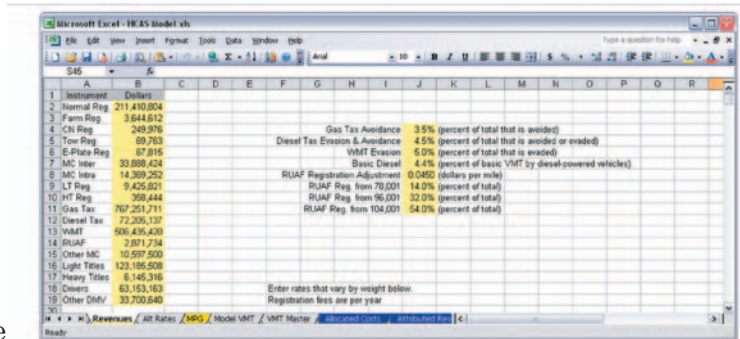 Microsoft Excel - HCAS Model.xls
File Edit View Insert Format Tools Data Window Help Type a question for help
Arial 10 B I U $ % ,
S45 fx
A B C D E F G H I J K L M N O P Q R
1 Instrument Dollars
2 Normal Reg 211,410,804
3 Farm Reg 3,644,612
4 CN Reg 249,976 Gas Tax Avoidance 3.5% (percent of total that is avoided)
5 Tow Reg 69,769 Diesel Tax Evasion & Avoidance 4.5% (percent of total that is avoided or evaded)
6 E-Plate Reg 67,815 WMT Evasion 5.0% (percent of total that is evaded)
7 MC Inter 33,888,424 Basic Diesel 4.4% (percent of basic VMT by diesel-powered vehicles)
8 MC Intra 14,369,252 RUAF Registration Adjustment 0.0450 (dollars per mile)
9 LT Reg 9,425,821 RUAF Reg. from 78,001 14.0% (percent of total)
10 HT Reg 358,444 RUAF Reg. from 96,001 32.0% (percent of total)
11 Gas Tax 767,251,711 RUAF Reg. from 104,001 54.0% (percent of total)
12 Diesel Tax 72,205,137
13 WMT 506,435,420
14 RUAF 2,871,734
15 Other MC 10,597,500
16 Light Titles 123,185,508
17 Heavy Titles 6,145,316
18 Drivers 63,153,163 Enter rates that vary by weight below.
19 Other DMV 33,700,640 Registration fees are per year
20
Revenues / Alt Rates / MPG / Model VMT / VMT Master / Allocated Costs / Attributed Rev
Ready
e